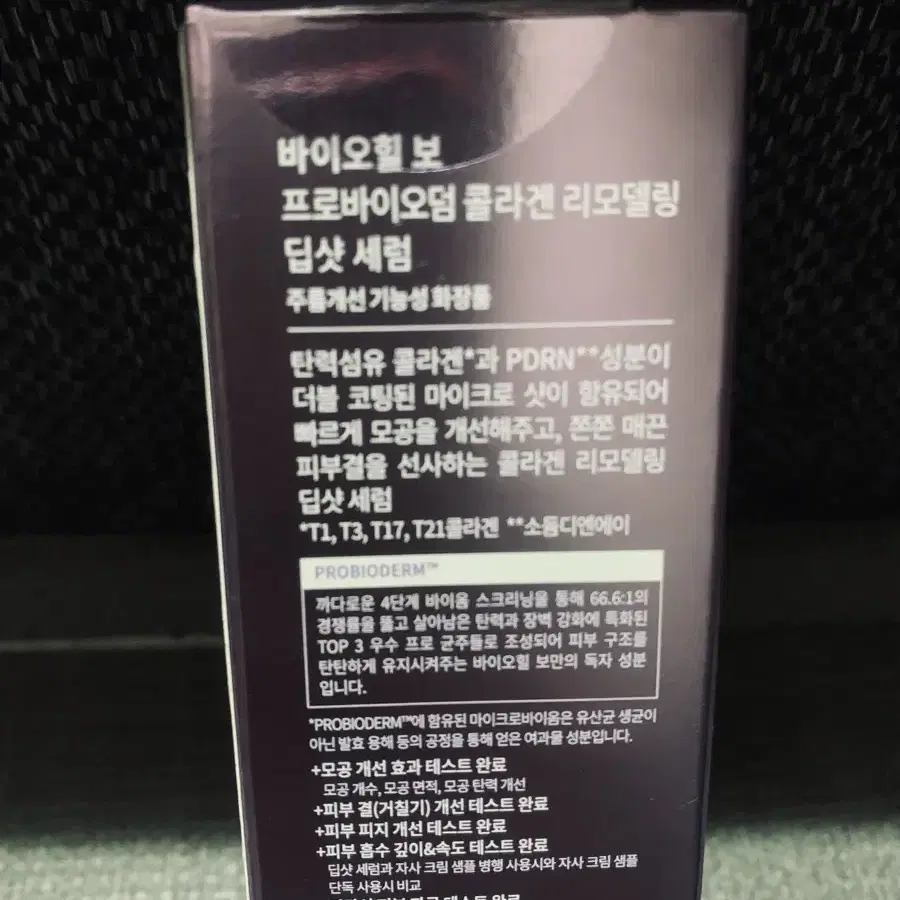 바이오힐 보
프로바이오덤 콜라겐 리모델링
딥샷 세럼
주름개선 기능성 화장품
탄력섬유 콜라겐*과 PDRN**성분이
더블 코팅된 마이크로 샷이 함유되어
빠르게 모공을 개선해주고, 쫀쫀 매끈
피부결을 선사하는 콜라겐 리모델링
딥샷 세럼
*T1, T3, T17, T21콜라겐 **소듐디엔에이
PROBIODERM™
까다로운 4단계 바이옴 스크리닝을 통해 66.6:1의
경쟁률을 뚫고 살아남은 탄력과 장벽 강화에 특화된
TOP 3 우수 프로 균주들로 조성되어 피부 구조를
탄탄하게 유지시켜주는 바이오힐 보만의 독자 성분
입니다.
*PROBIODERM™에 함유된 마이크로바이옴은 유산균 생균이
아닌 발효 용해 등의 공정을 통해 얻은 여과물 성분입니다.
+모공 개선 효과 테스트 완료
모공 개수, 모공 면적, 모공 탄력 개선
+피부 결(거칠기) 개선 테스트 완료
+피부 피지 개선 테스트 완료
+피부 흡수 깊이&속도 테스트 완료
딥샷 세럼과 자사 크림 샘플 병행 사용시와 자사 크림 샘플
단독 사용시 비교